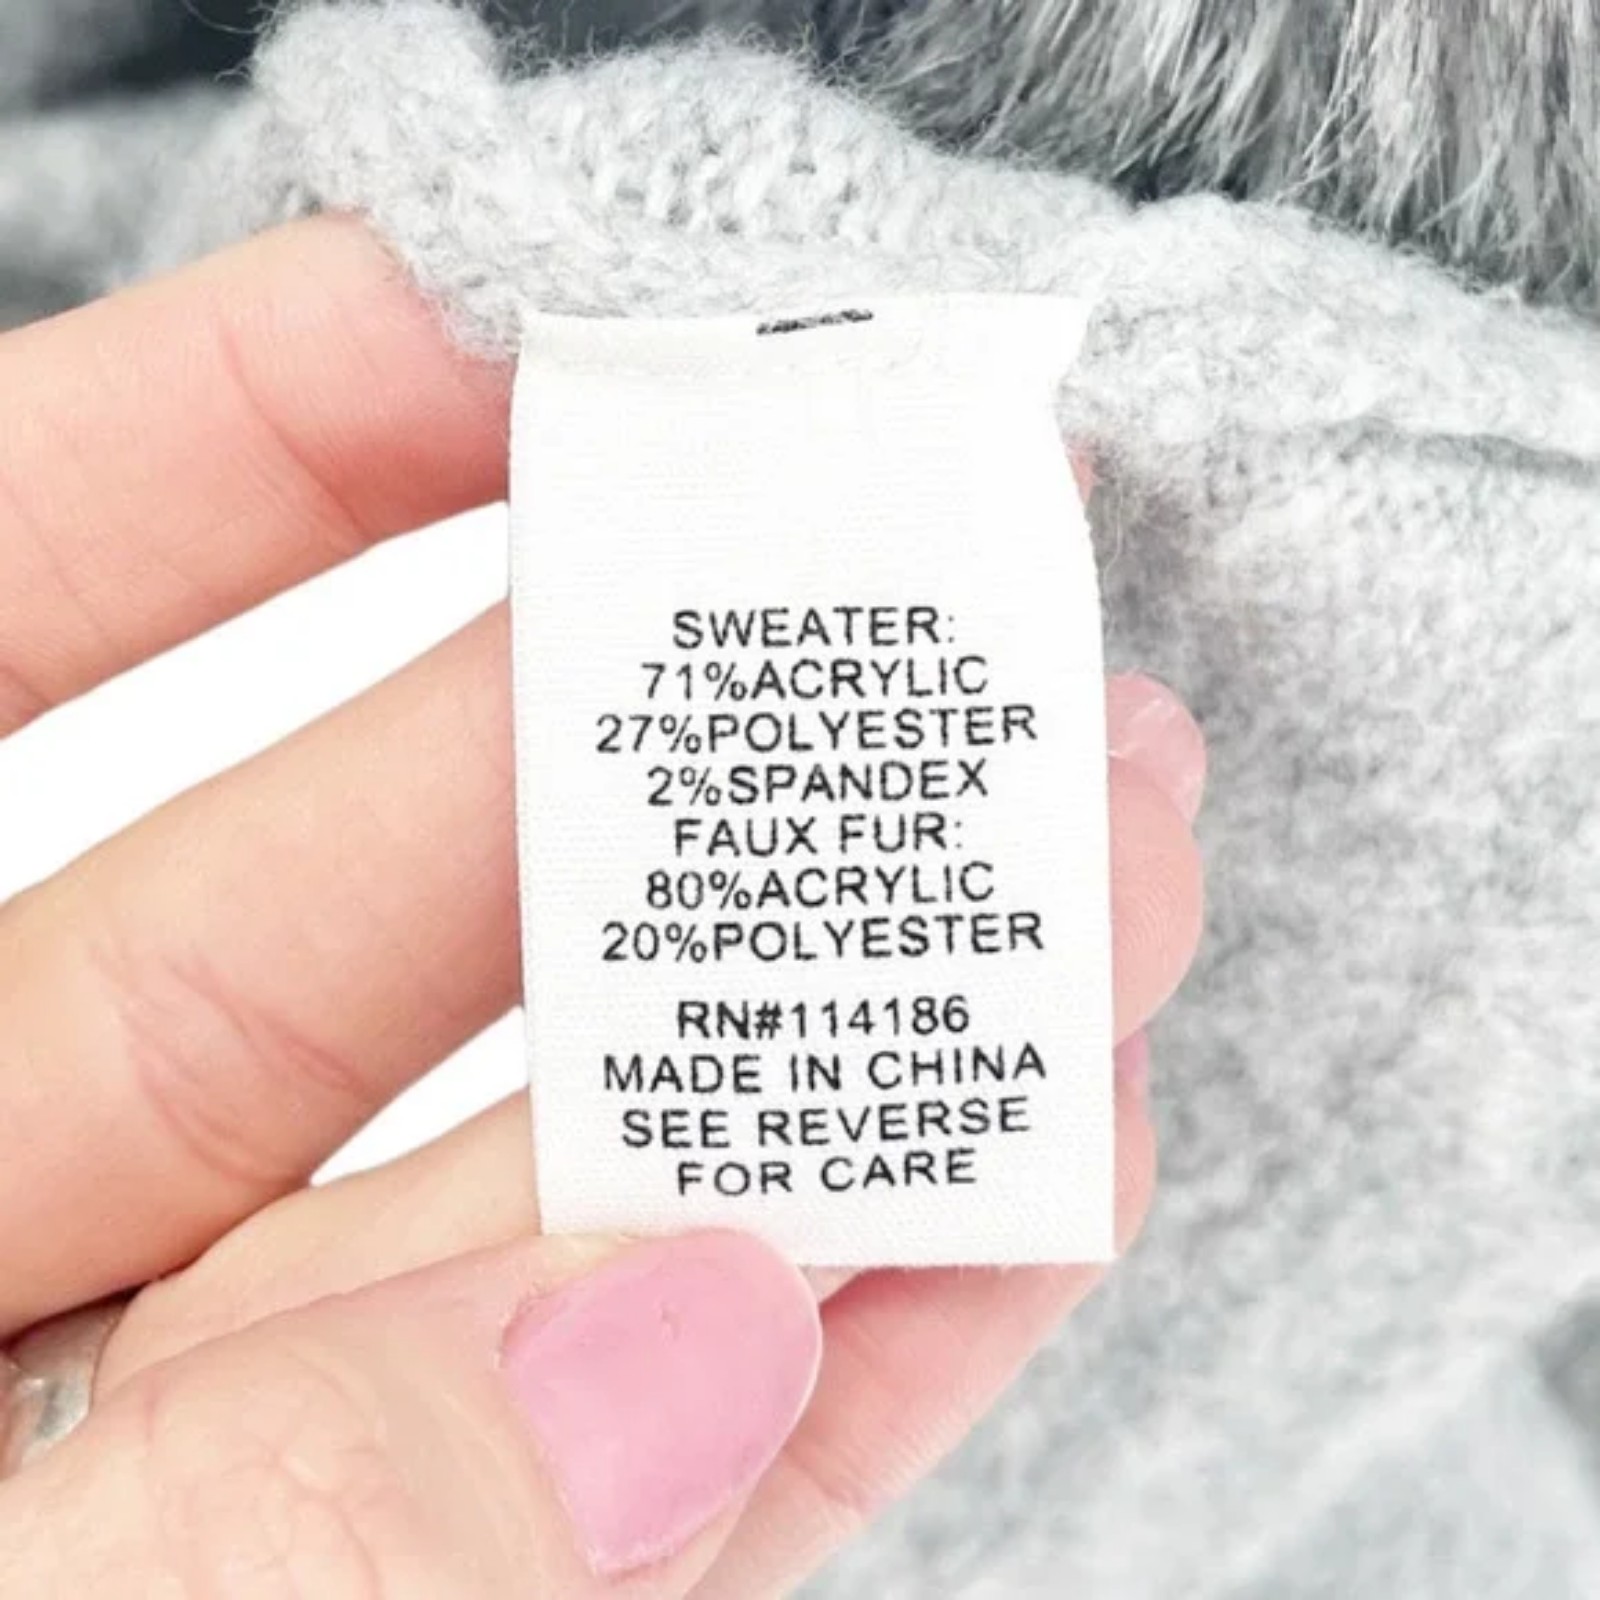 SWEATER:
71%ACRYLIC
27%POLYESTER
2%SPANDEX
FAUX FUR:
80%ACRYLIC
20%POLYESTER
RN#114186
MADE IN CHINA
SEE REVERSE
FOR CARE